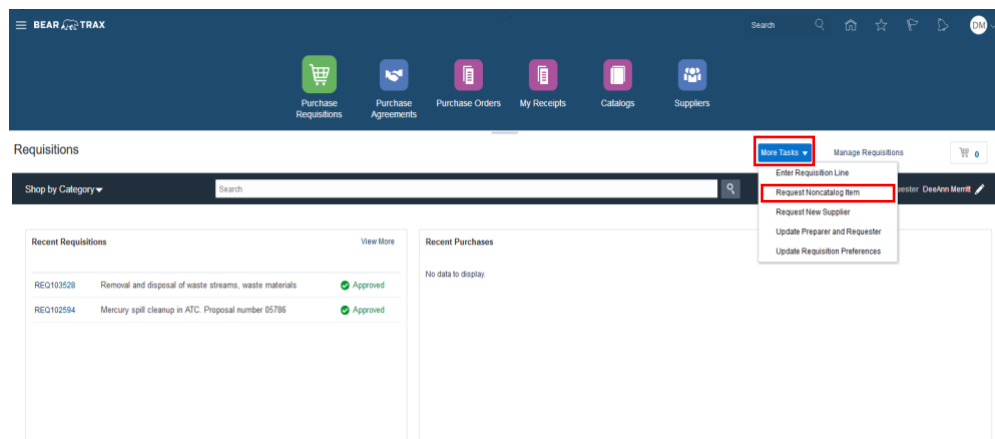 BEAR TRAX
Search
DM
Purchase Requisitions
Purchase Agreements
Purchase Orders
My Receipts
Catalogs
Suppliers
Requisitions
More Tasks
Manage Requisitions
0
Enter Requisition Line
Request Noncatalog Item
Request New Supplier
Update Preparer and Requester
Update Requisition Preferences
Shop by Category
Search
uester DeeAnn Merritt
Recent Requisitions
View More
REQ103528 Removal and disposal of waste streams, waste materials Approved
REQ102594 Mercury spill cleanup in ATC. Proposal number 05786 Approved
Recent Purchases
No data to display.